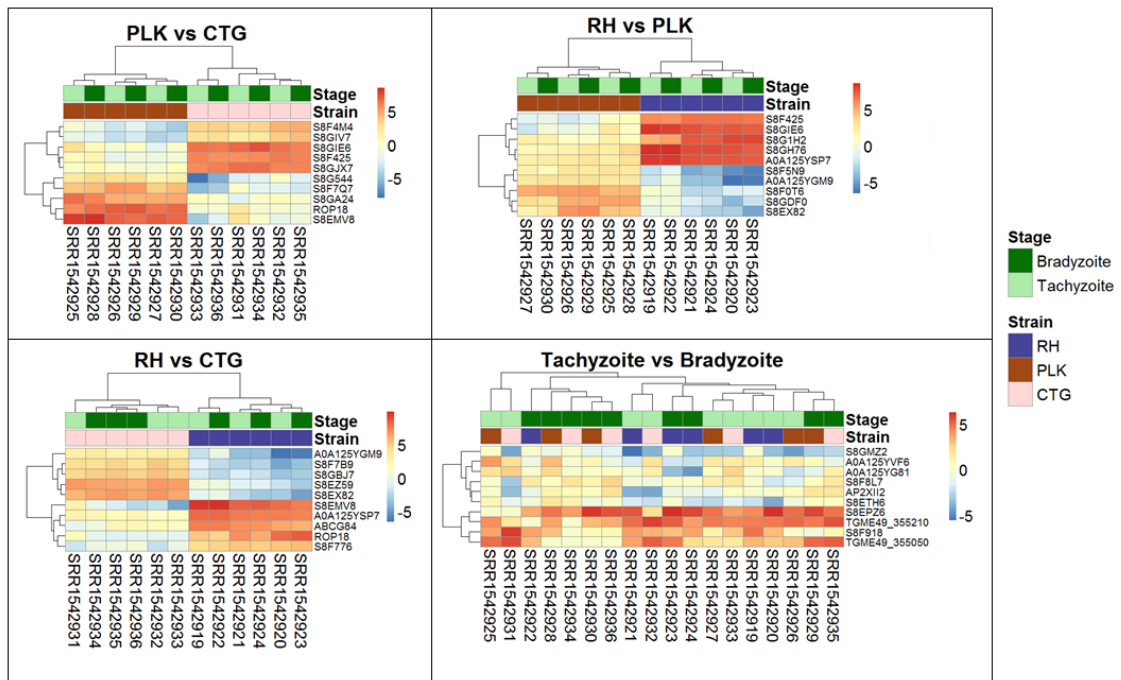 PLK vs CTG
Stage
Strain
S8F4M4
S8GIV7
S8GIE6
S8F425
S8GJX7
S8G544
S8F7Q7
S8GA24
ROP18
S8EMV8
5
0
-5
SRR1542925
SRR1542928
SRR1542926
SRR1542929
SRR1542927
SRR1542930
SRR1542933
SRR1542936
SRR1542931
SRR1542934
SRR1542932
SRR1542935
RH vs PLK
Stage
Strain
S8F425
S8GIE6
S8G1H2
S8GH76
A0A125YSP7
S8F5N9
A0A125YGM9
S8F0T6
S8GDF0
S8EX82
5
0
-5
SRR1542927
SRR1542930
SRR1542926
SRR1542929
SRR1542925
SRR1542928
SRR1542919
SRR1542922
SRR1542921
SRR1542924
SRR1542920
SRR1542923
Stage
Bradyzoite
Tachyzoite
Strain
RH
PLK
CTG
RH vs CTG
Stage
Strain
A0A125YGM9
S8F7B9
S8GBJ7
S8EZ59
S8EX82
S8EMV8
A0A125YSP7
ABCG84
ROP18
S8F776
5
0
-5
SRR1542931
SRR1542934
SRR1542935
SRR1542936
SRR1542932
SRR1542933
SRR1542919
SRR1542922
SRR1542921
SRR1542924
SRR1542920
SRR1542923
Tachyzoite vs Bradyzoite
Stage
Strain
S8GMZ2
A0A125YVF6
A0A125YG81
S8F8L7
AP2XII2
S8ETH6
S8EPZ6
TGME49_355210
S8F918
TGME49_355050
5
0
-5
SRR1542925
SRR1542931
SRR1542922
SRR1542928
SRR1542934
SRR1542930
SRR1542936
SRR1542921
SRR1542932
SRR1542923
SRR1542924
SRR1542927
SRR1542933
SRR1542919
SRR1542920
SRR1542926
SRR1542929
SRR1542935